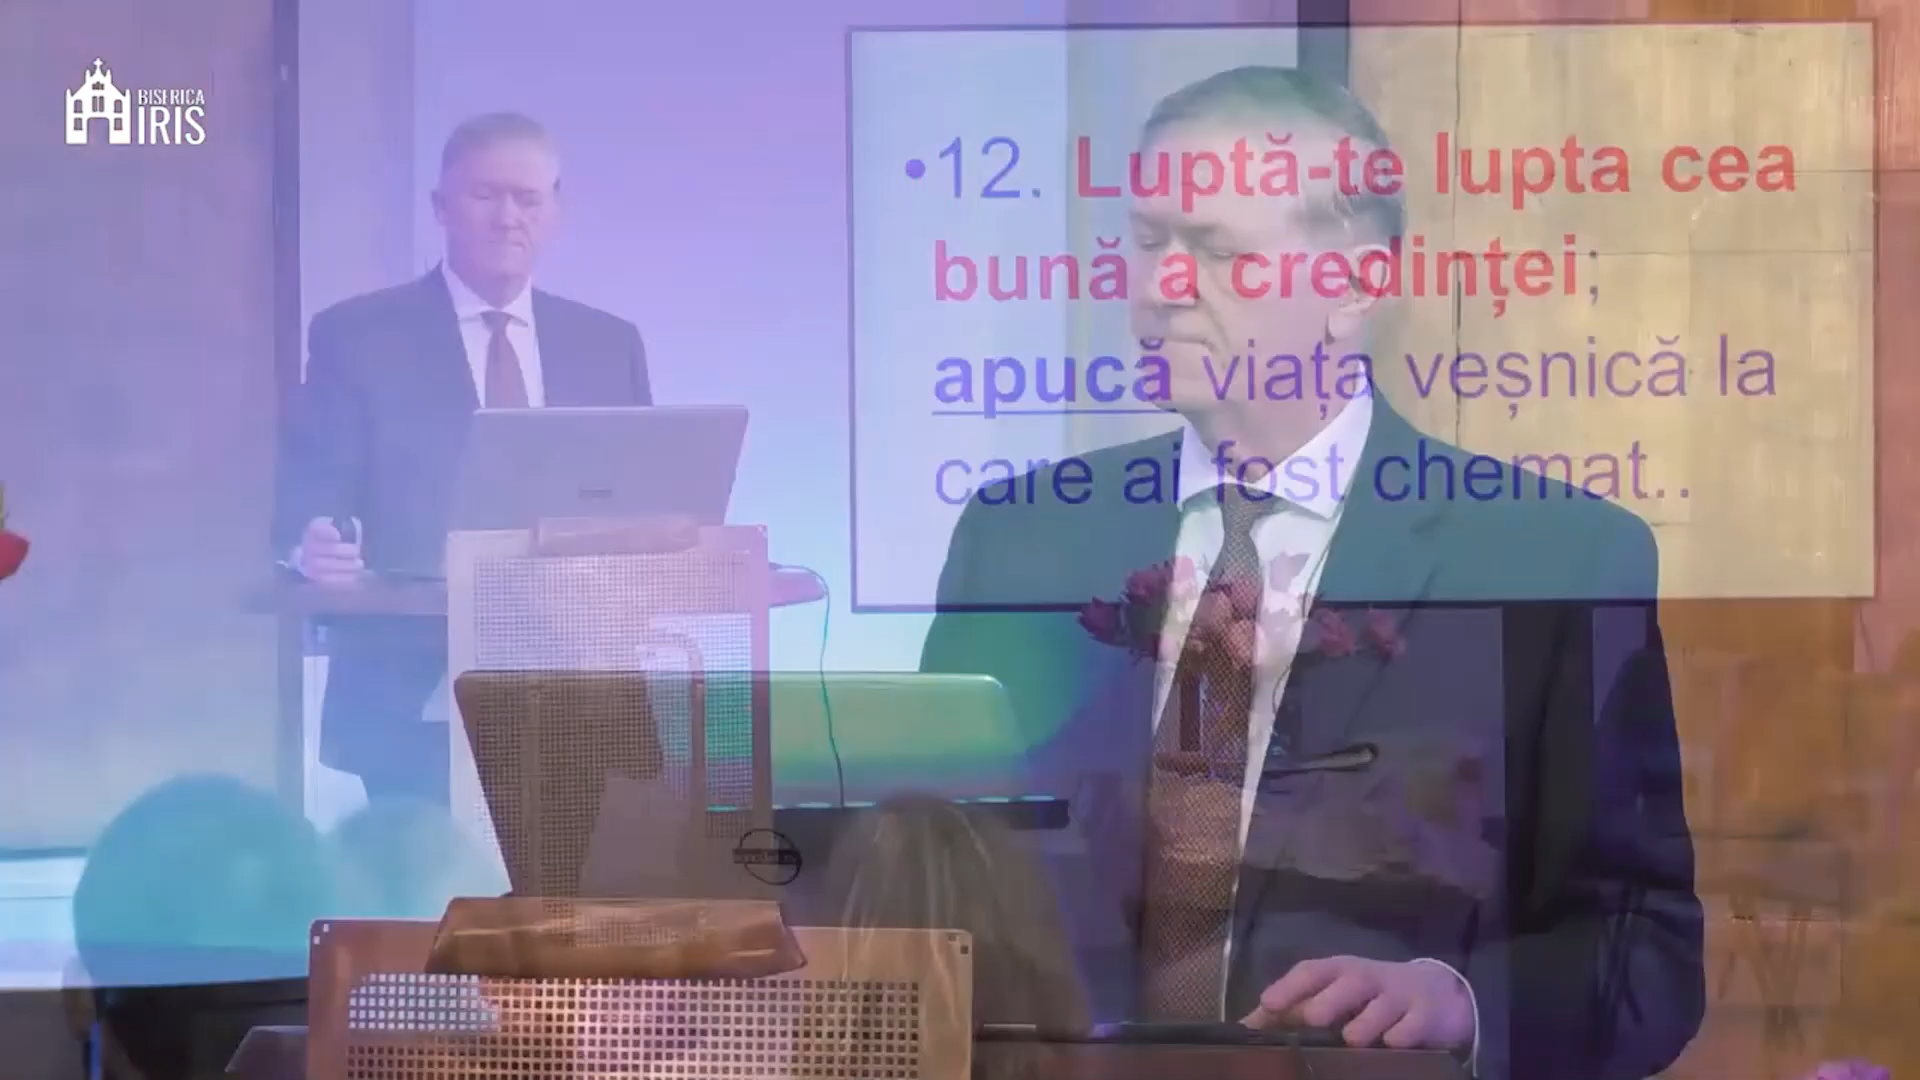 BISERICA
IRIS
•12. Luptă-te lupta cea
bună a credinței;
apucă viața veșnică la
care ai fost chemat..